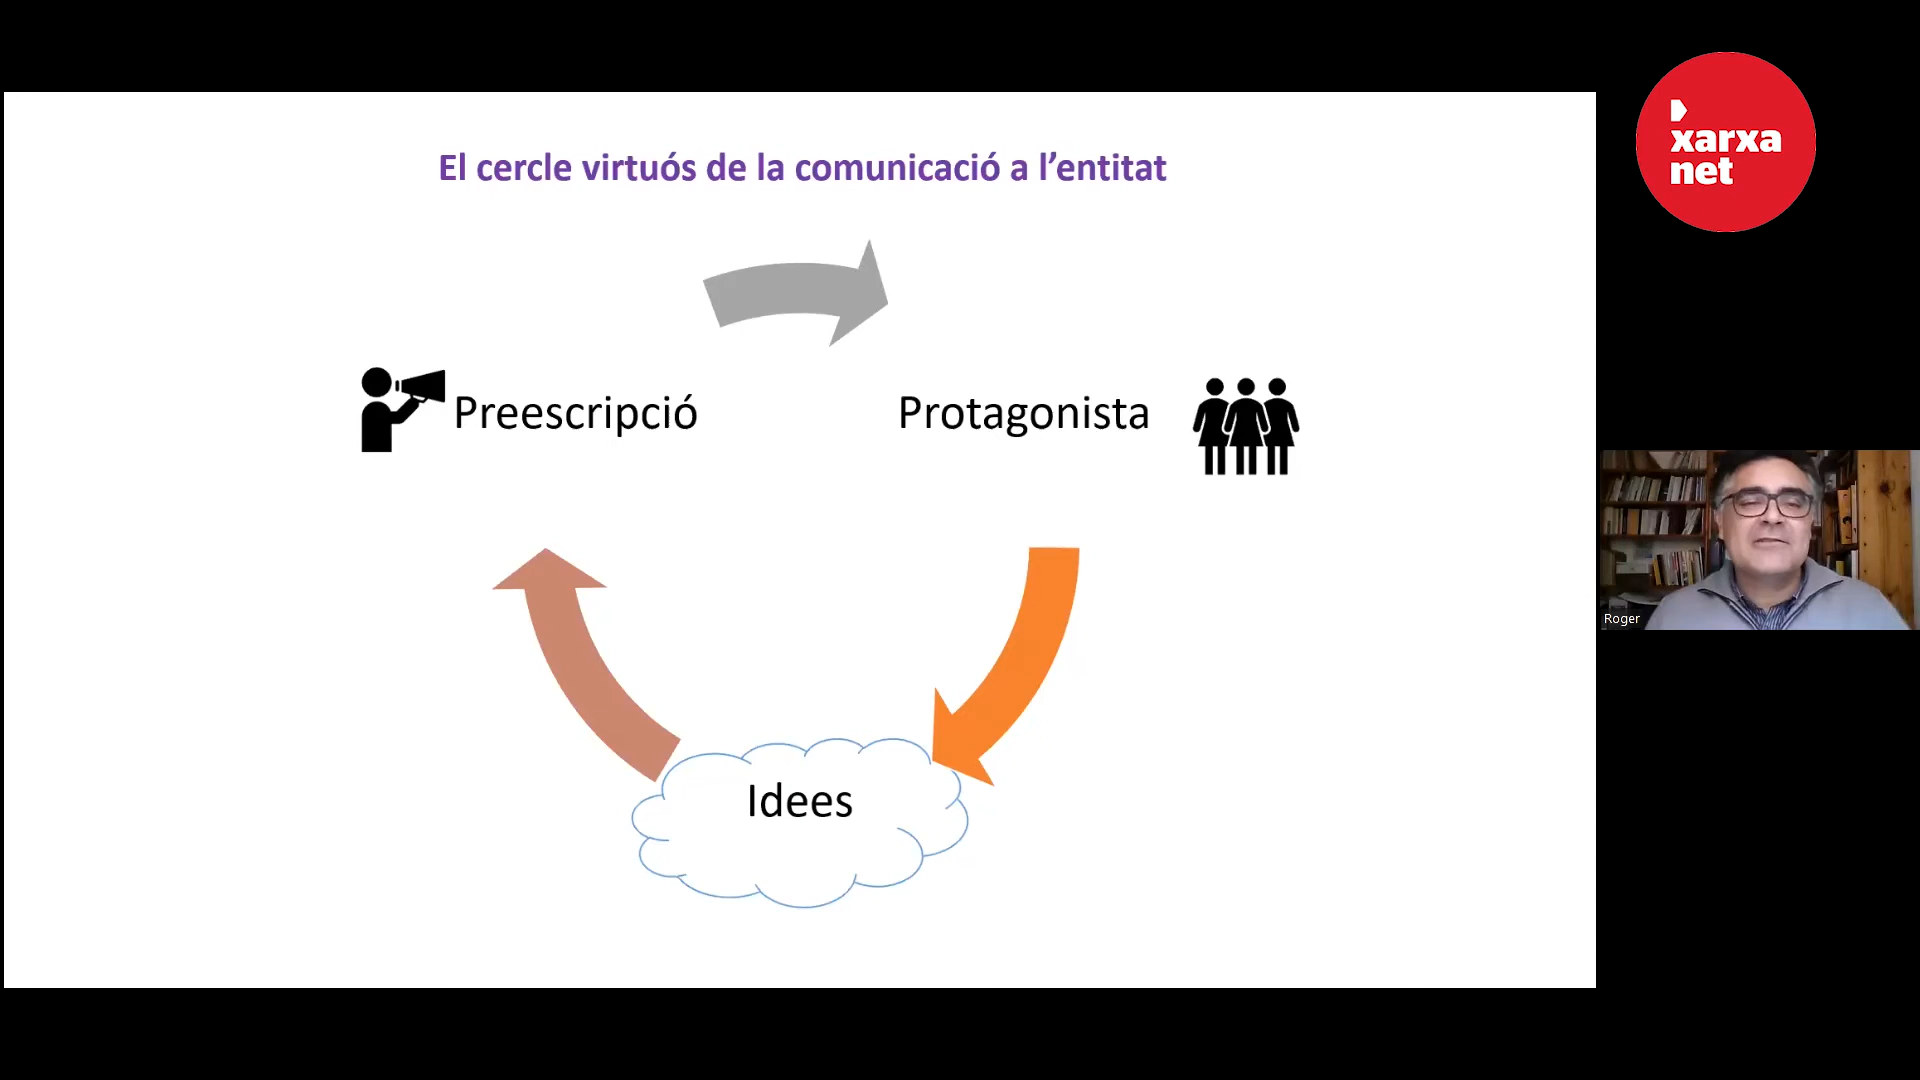 El cercle virtuós de la comunicació a l’entitat
Preescripció
Protagonista
Idees
xarxa
net
Roger